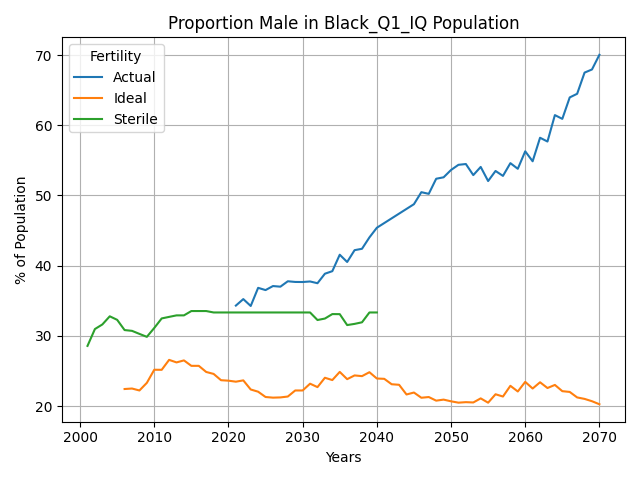 Proportion Male in Black_Q1_IQ Population
Fertility
Actual
Ideal
Sterile
% of Population
70
60
50
40
30
20
2000 2010 2020 2030 2040 2050 2060 2070
Years